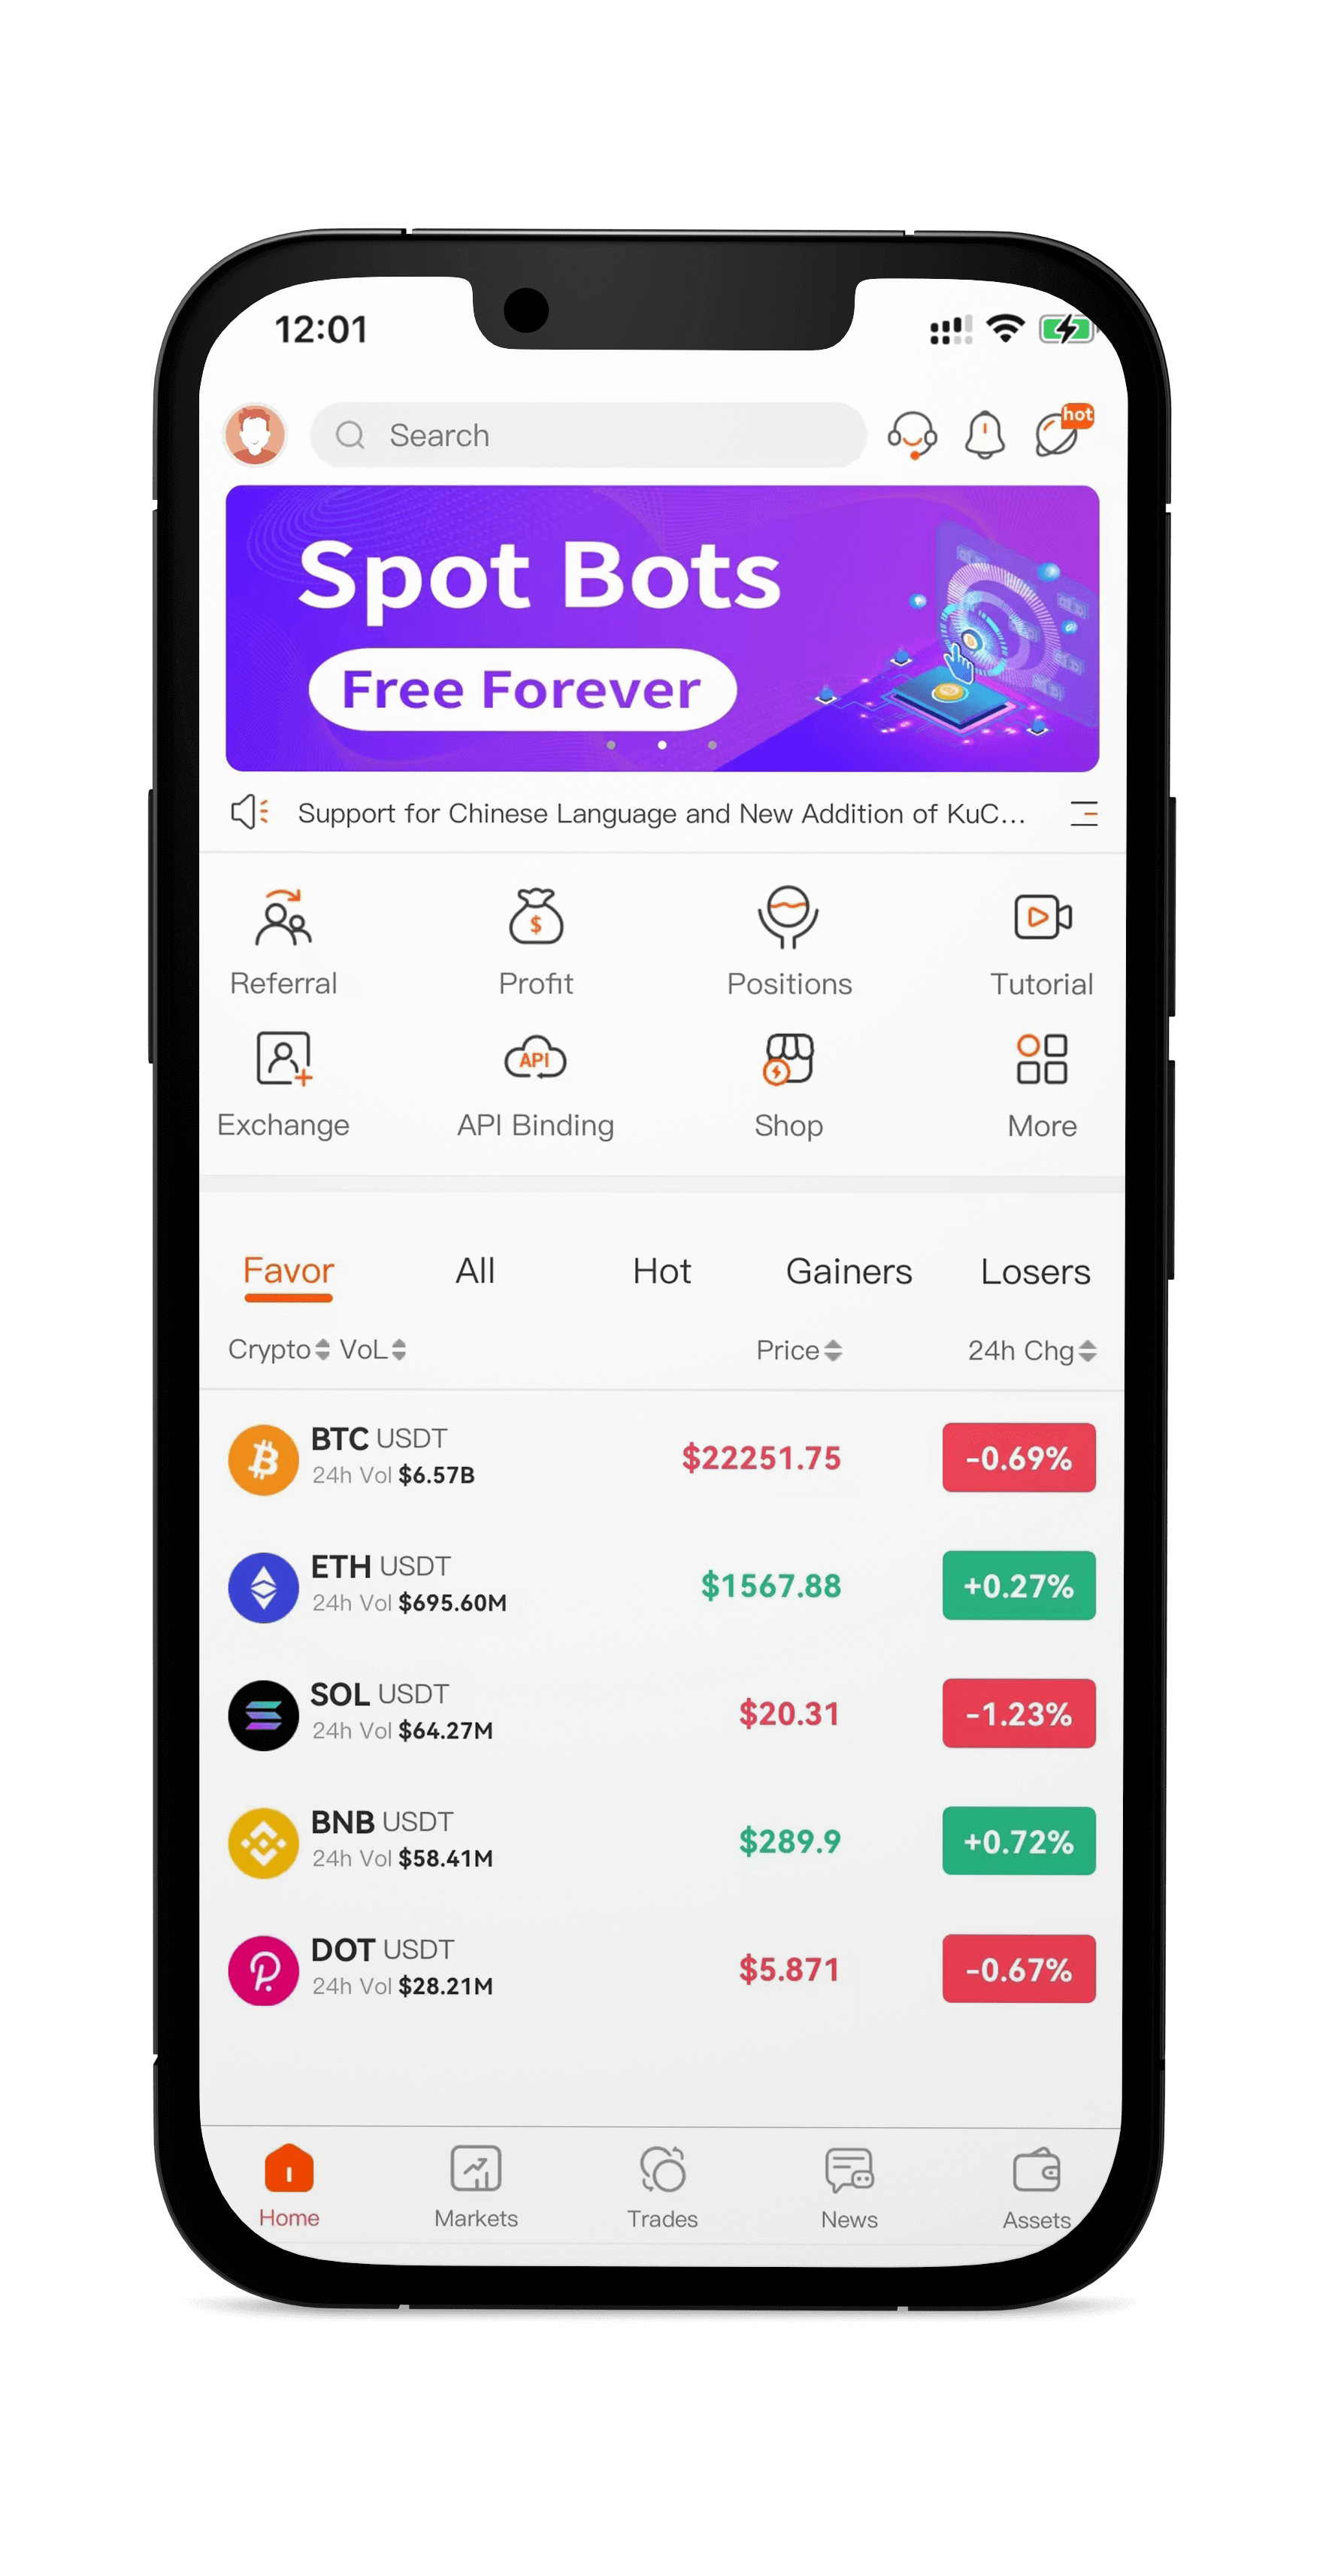 12:01
Search
hot
Spot Bots
Free Forever
Support for Chinese Language and New Addition of KuC...
Referral Profit Positions Tutorial
API
Exchange API Binding Shop More
Favor All Hot Gainers Losers
Crypto VoL Price 24h Chg
BTC USDT
24h Vol $6.57B
$22251.75
-0.69%
ETH USDT
24h Vol $695.60M
$1567.88
+0.27%
SOL USDT
24h Vol $64.27M
$20.31
-1.23%
BNB USDT
24h Vol $58.41M
$289.9
+0.72%
DOT USDT
24h Vol $28.21M
$5.871
-0.67%
Home Markets Trades News Assets